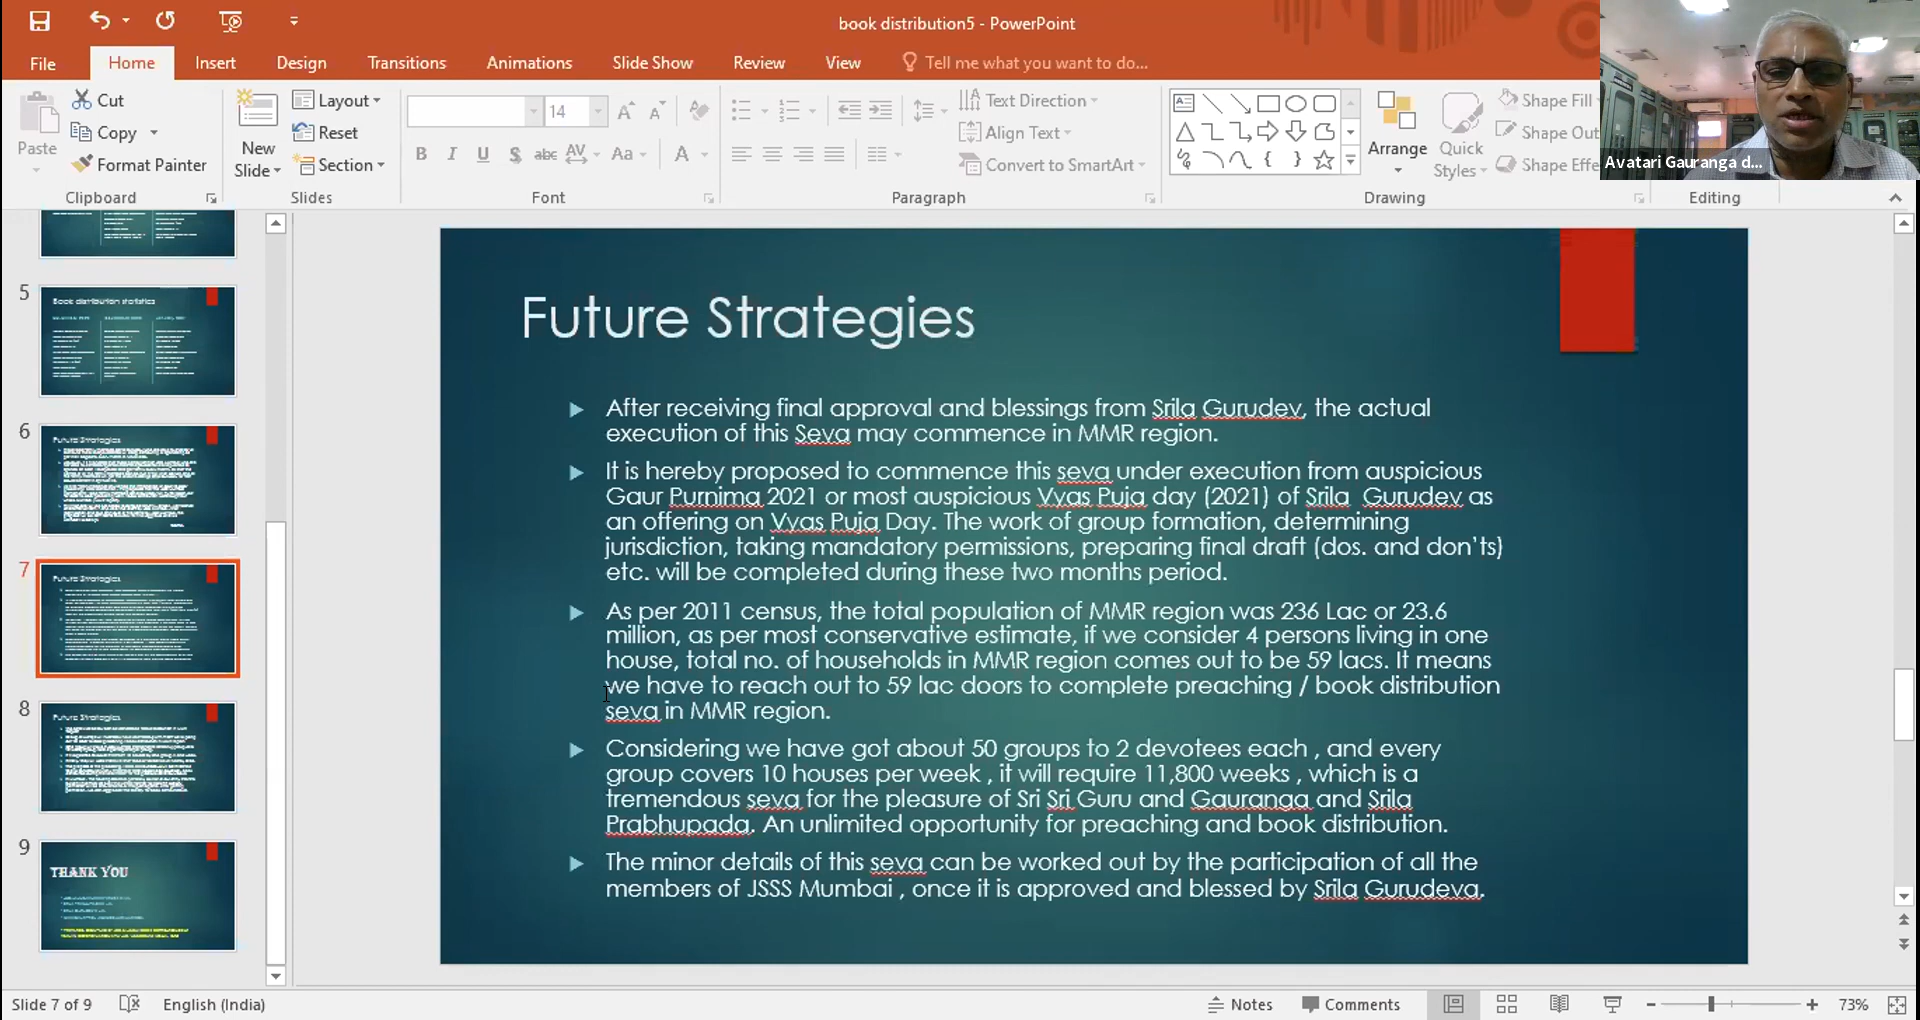 book distribution5 - PowerPoint
File Home Insert Design Transitions Animations Slide Show Review View Tell me what you want to do...
Paste
Cut
Copy
Format Painter
Clipboard
New
Slide
Layout
Reset
Section
Slides
14
B I U S abc AV Aa A
Font
Text Direction
Align Text
Convert to SmartArt
Paragraph
Arrange
Quick
Styles
Shape Fill
Shape Out
Shape Effe
Drawing
Editing
Avatari Gauranga d...
5
Book distribution statistics
6
Future Strategies
7
Future Strategies
8
Future Strategies
9
THANK YOU
Future Strategies
After receiving final approval and blessings from Srila Gurudev, the actual
execution of this Seva may commence in MMR region.
It is hereby proposed to commence this seva under execution from auspicious
Gaur Purnima 2021 or most auspicious Vyas Puja day (2021) of Srila Gurudev as
an offering on Vyas Puja Day. The work of group formation, determining
jurisdiction, taking mandatory permissions, preparing final draft (dos. and don'ts)
etc. will be completed during these two months period.
As per 2011 census, the total population of MMR region was 236 Lac or 23.6
million, as per most conservative estimate, if we consider 4 persons living in one
house, total no. of households in MMR region comes out to be 59 lacs. It means
we have to reach out to 59 lac doors to complete preaching / book distribution
seva in MMR region.
Considering we have got about 50 groups to 2 devotees each , and every
group covers 10 houses per week , it will require 11,800 weeks , which is a
tremendous seva for the pleasure of Sri Sri Guru and Gauranga and Srila
Prabhupada. An unlimited opportunity for preaching and book distribution.
The minor details of this seva can be worked out by the participation of all the
members of JSSS Mumbai , once it is approved and blessed by Srila Gurudeva.
Slide 7 of 9 English (India) Notes Comments 73%